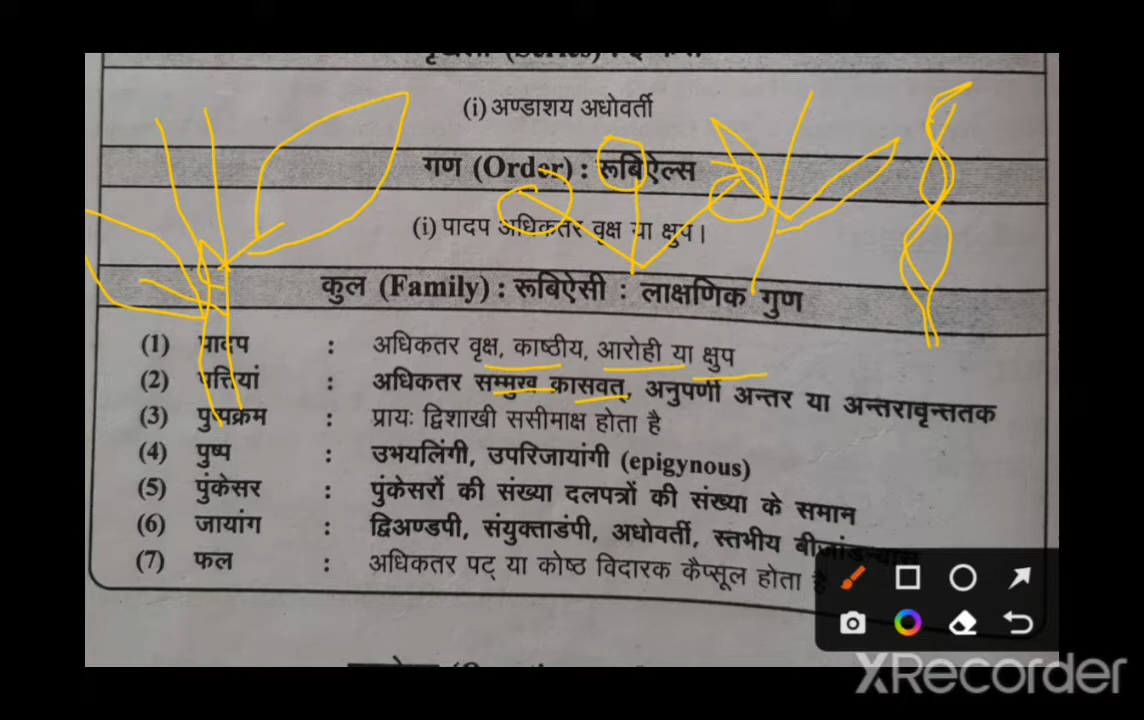 (i) अण्डाशय अधोवर्ती
गण (Order) : रूबिऐल्स
(i) पादप अधिकतर वृक्ष या क्षुप।
कुल (Family) : रूबिऐसी : लाक्षणिक गुण
(1) पादप : अधिकतर वृक्ष, काष्ठीय, आरोही या क्षुप
(2) पत्तियां : अधिकतर सम्मुख क्रासवत्, अनुपर्णी अन्तर या अन्तरावृन्ततक
(3) पुष्पक्रम : प्रायः द्विशाखी ससीमाक्ष होता है
(4) पुष्प : उभयलिंगी, उपरिजायांगी (epigynous)
(5) पुंकेसर : पुंकेसरों की संख्या दलपत्रों की संख्या के समान
(6) जायांग : द्विअण्डपी, संयुक्ताडंपी, अधोवर्ती, स्तभीय बीजांडन्यास
(7) फल : अधिकतर पट् या कोष्ठ विदारक कैप्सूल होता है
XRecorder